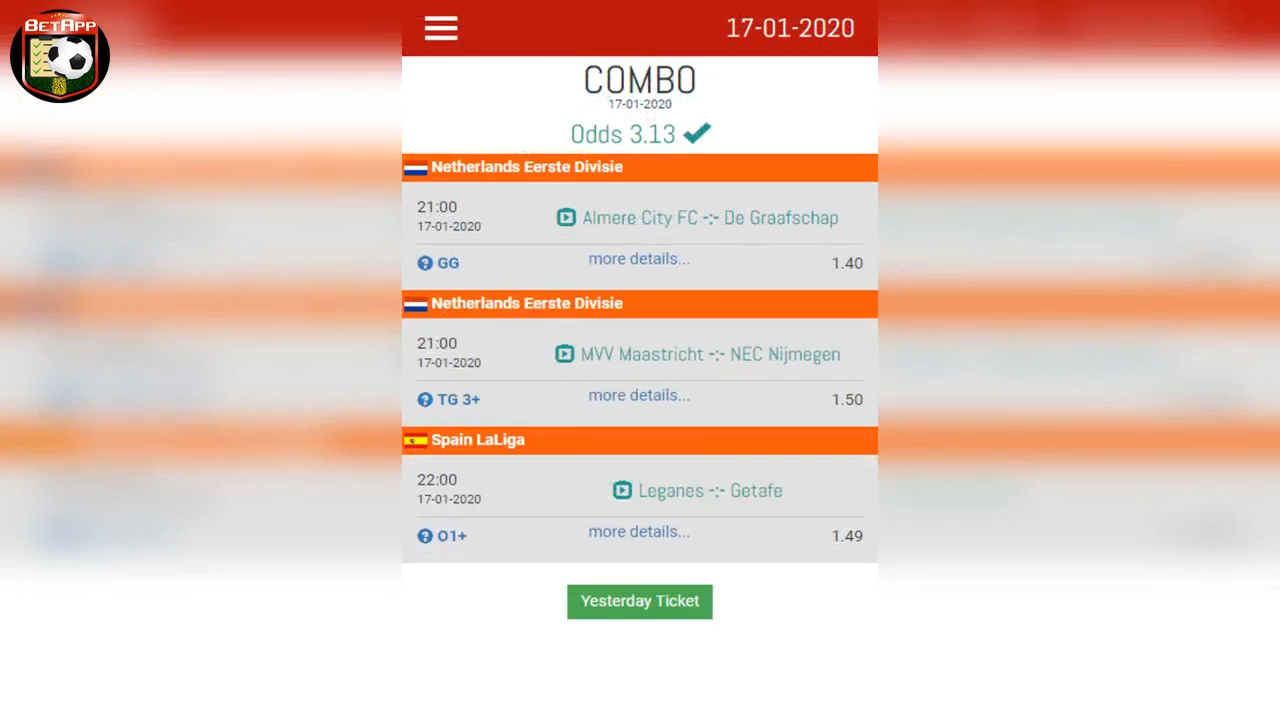 BETAPP
17-01-2020
COMBO
17-01-2020
Odds 3.13
Netherlands Eerste Divisie
21:00
17-01-2020
Almere City FC -:- De Graafschap
GG
more details...
1.40
Netherlands Eerste Divisie
21:00
17-01-2020
MVV Maastricht -:- NEC Nijmegen
TG 3+
more details...
1.50
Spain LaLiga
22:00
17-01-2020
Leganes -:- Getafe
O1+
more details...
1.49
Yesterday Ticket